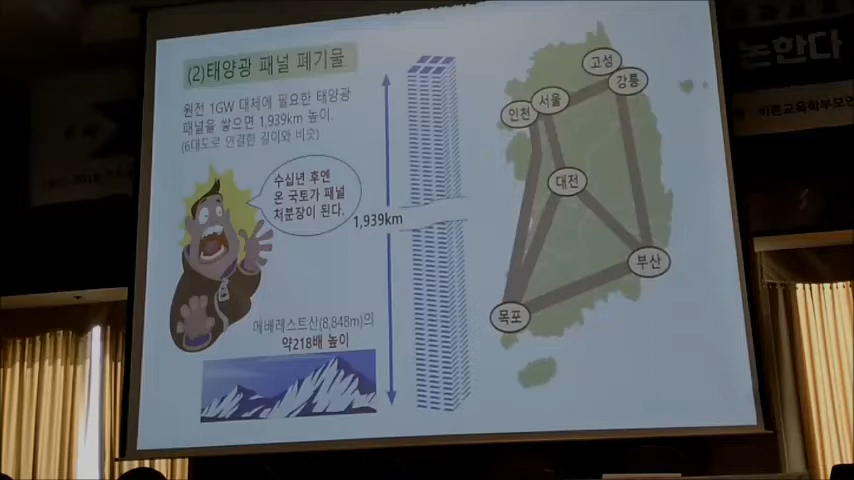 (2)태양광 패널 폐기물
원전 1GW 대체에 필요한 태양광
패널을 쌓으면 1,939km 높이.
(6대도로 연결한 길이와 비슷)
수십년 후엔
온 국토가 패널
처분장이 된다.
1,939km
메베레스트산(8,848m)의
약218배 높이
고성
강릉
서울
인천
대전
부산
목포
논한다